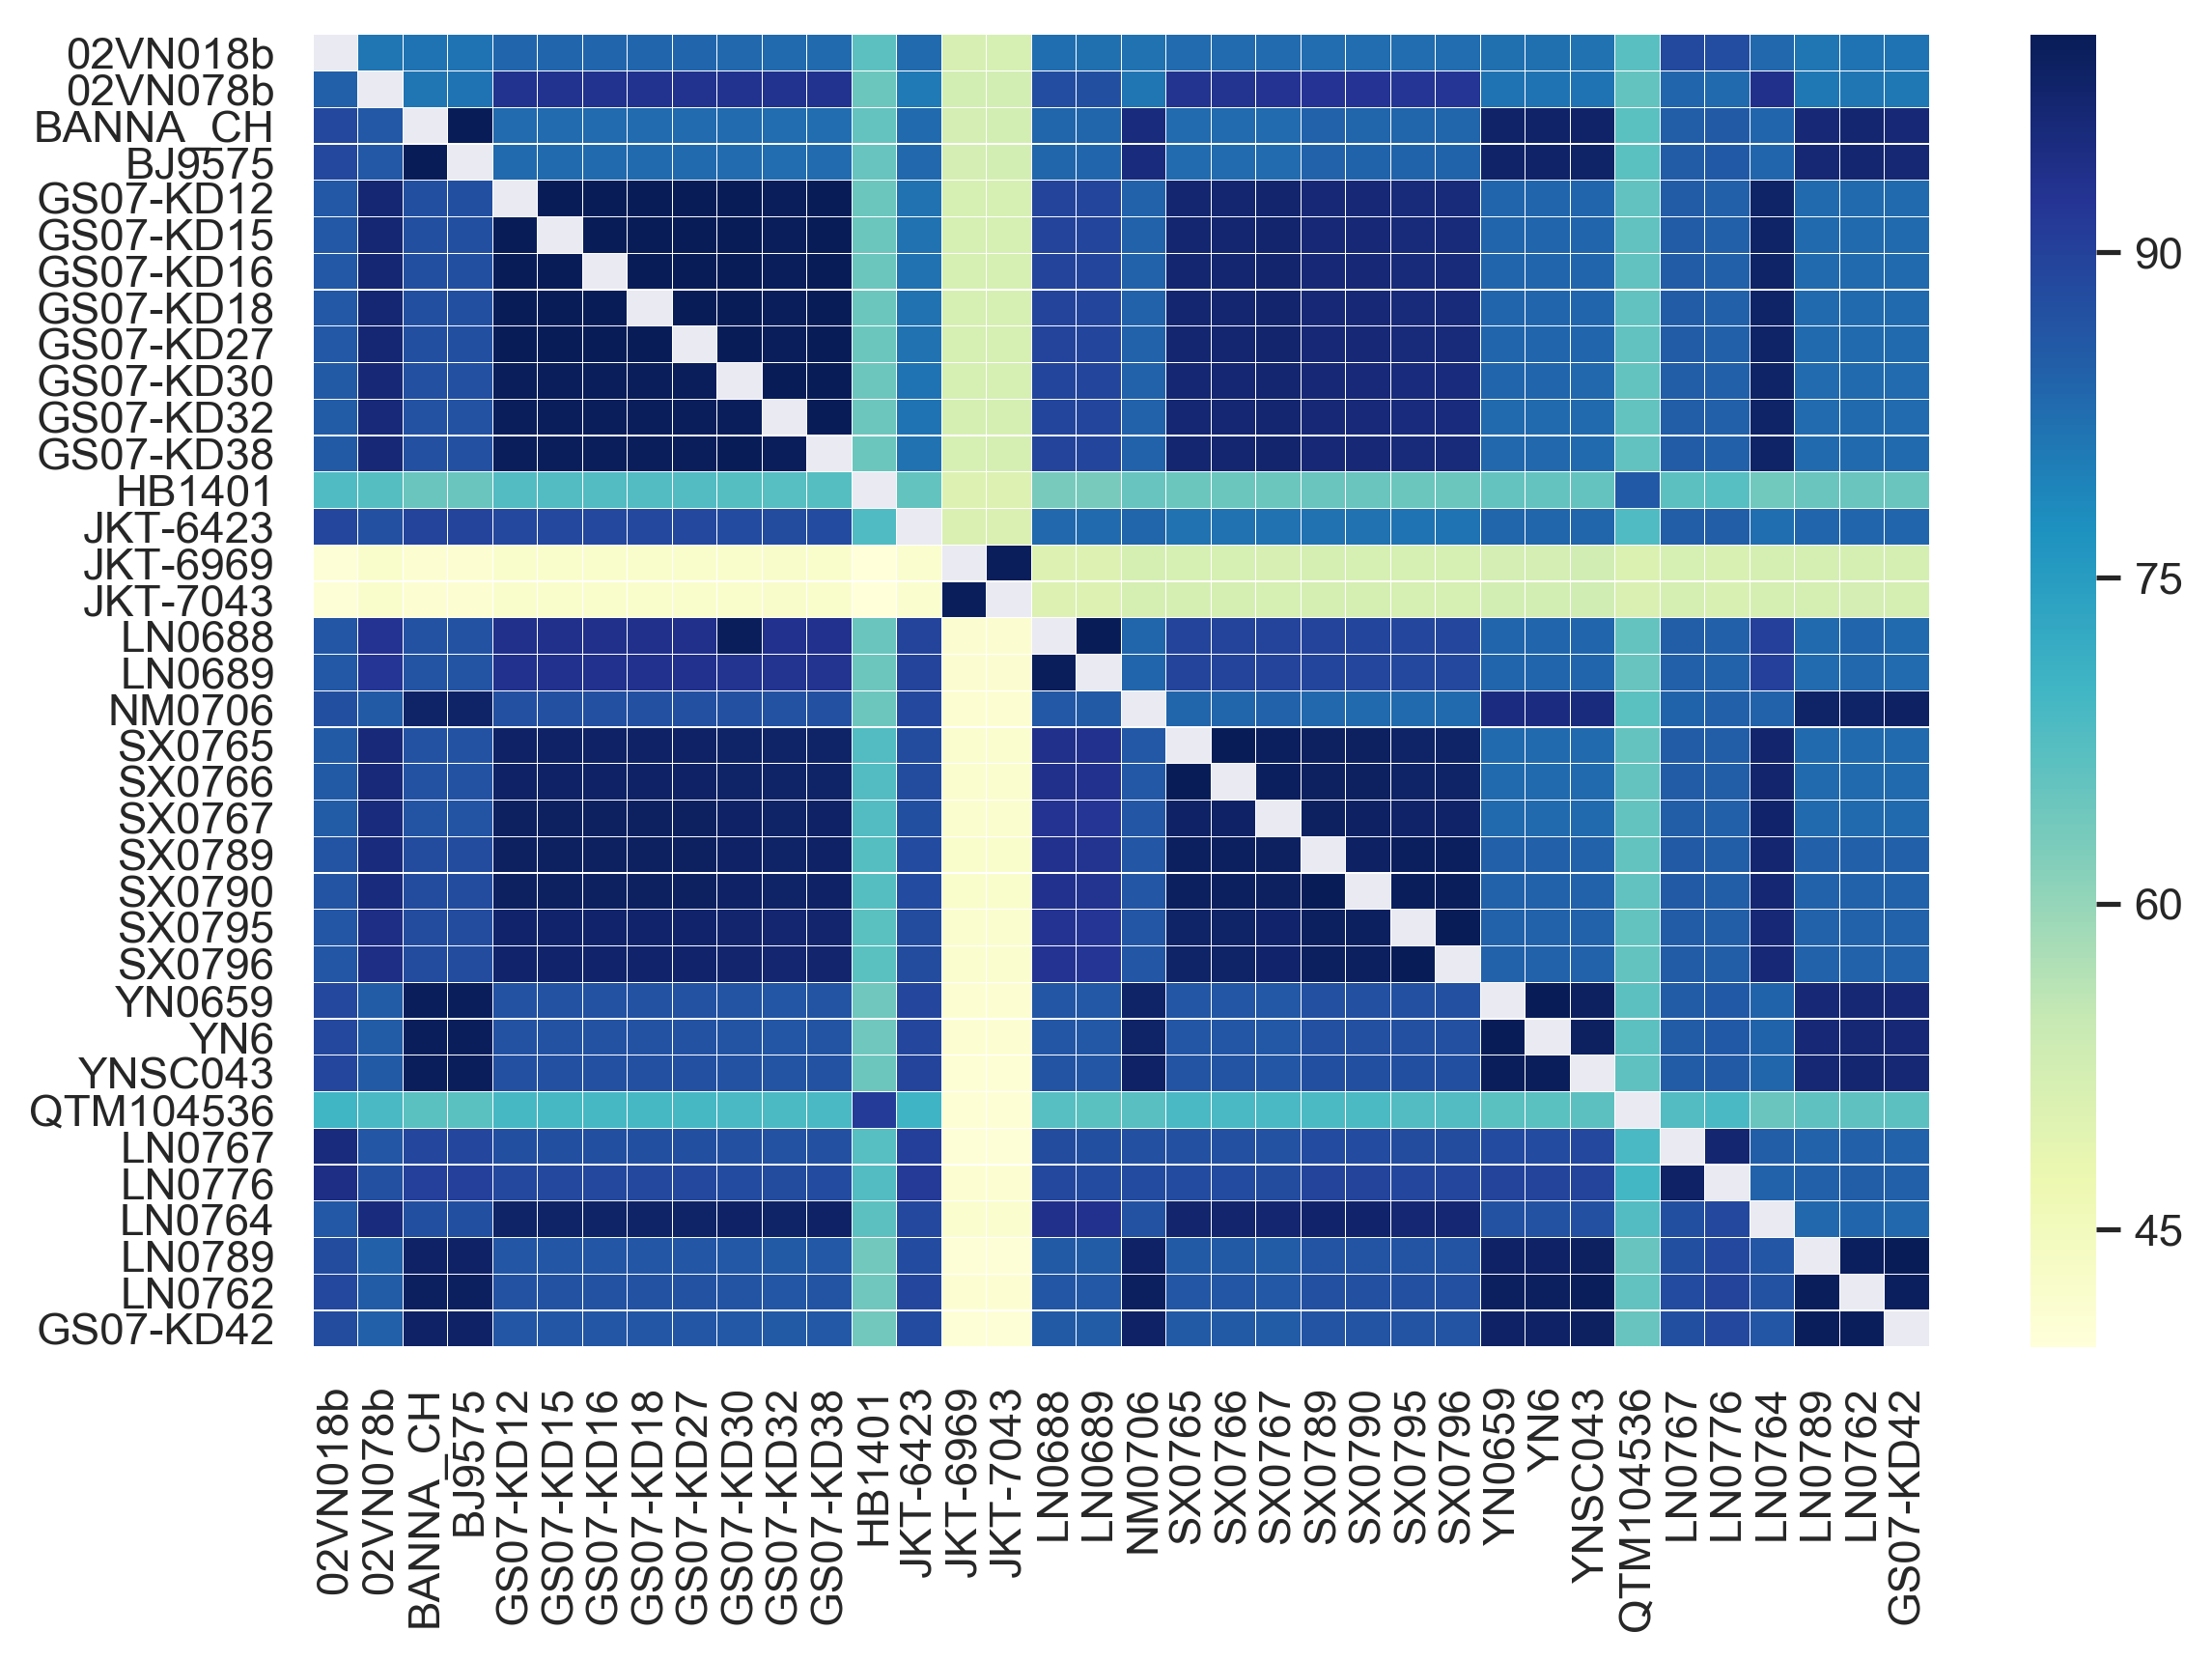 02VN018b
02VN078b
BANNA_CH
BJ9575
GS07-KD12
GS07-KD15
GS07-KD16
GS07-KD18
GS07-KD27
GS07-KD30
GS07-KD32
GS07-KD38
HB1401
JKT-6423
JKT-6969
JKT-7043
LN0688
LN0689
NM0706
SX0765
SX0766
SX0767
SX0789
SX0790
SX0795
SX0796
YN0659
YN6
YNSC043
QTM104536
LN0767
LN0776
LN0764
LN0789
LN0762
GS07-KD42
90
75
60
45
02VN018b
02VN078b
BANNA_CH
BJ9575
GS07-KD12
GS07-KD15
GS07-KD16
GS07-KD18
GS07-KD27
GS07-KD30
GS07-KD32
GS07-KD38
HB1401
JKT-6423
JKT-6969
JKT-7043
LN0688
LN0689
NM0706
SX0765
SX0766
SX0767
SX0789
SX0790
SX0795
SX0796
YN0659
YN6
YNSC043
QTM104536
LN0767
LN0776
LN0764
LN0789
LN0762
GS07-KD42